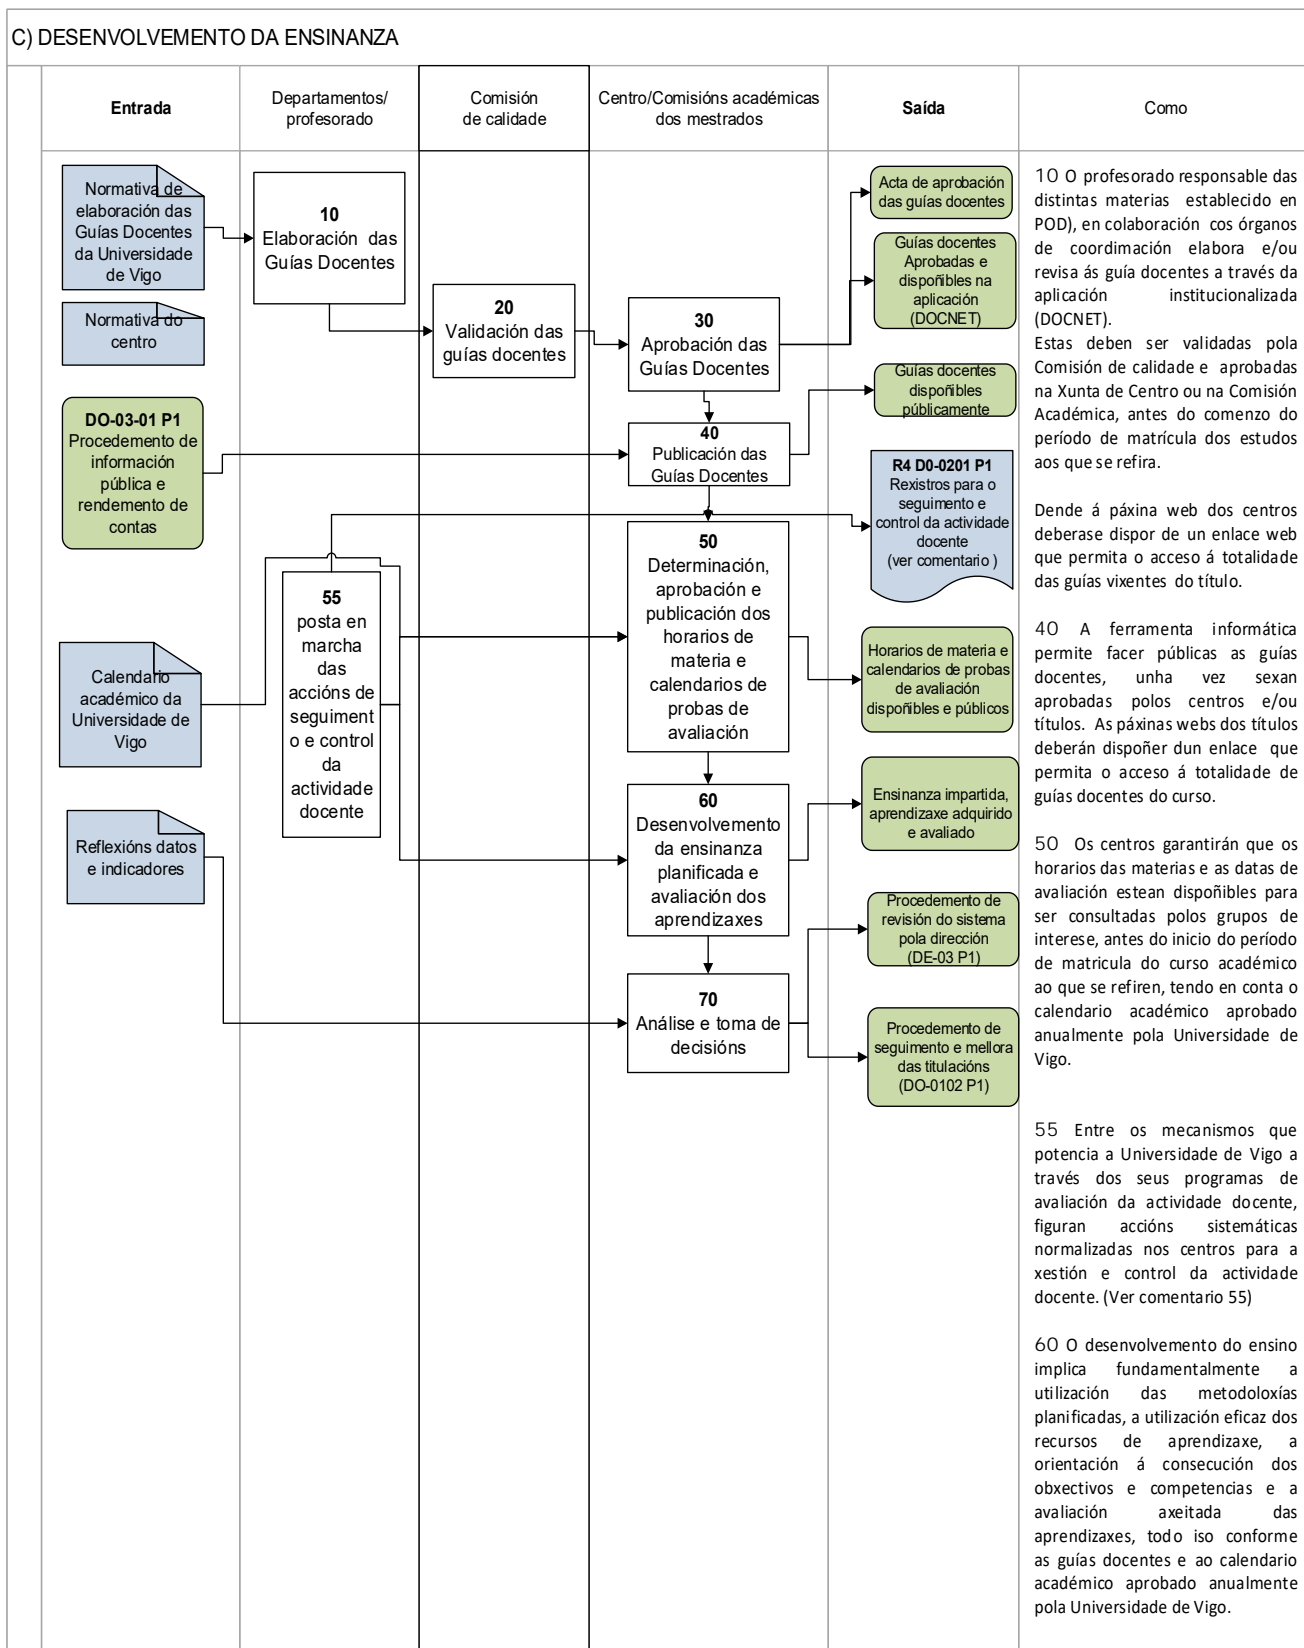 C) DESENVOLVEMENTO DA ENSINANZA
Entrada
Departamentos/
profesorado
Comisión
de calidade
Centro/Comisións académicas
dos mestrados
Saída
Como
Normativa de
elaboración das
Guías Docentes
da Universidade
de Vigo
Normativa do
centro
DO-03-01 P1
Procedemento de
información
pública e
rendemento de
contas
Calendario
académico da
Universidade de
Vigo
Reflexións datos
e indicadores
10
Elaboración das
Guías Docentes
55
posta en
marcha
das
accións de
seguiment
o e control
da
actividade
docente
20
Validación das
guías docentes
30
Aprobación das
Guías Docentes
40
Publicación das
Guías Docentes
50
Determinación,
aprobación e
publicación dos
horarios de
materia e
calendarios de
probas de
avaliación
60
Desenvolvemento
da ensinanza
planificada e
avaliación dos
aprendizaxes
70
Análise e toma de
decisións
Acta de aprobación
das guías docentes
Guías docentes
Aprobadas e
dispoñibles na
aplicación
(DOCNET)
Guías docentes
dispoñibles
públicamente
R4 D0-0201 P1
Rexistros para o
seguimento e
control da actividade
docente
(ver comentario )
Horarios de materia e
calendarios de probas
de avaliación
dispoñibles e públicos
Ensinanza impartida,
aprendizaxe adquirido
e avaliado
Procedemento de
revisión do sistema
pola dirección
(DE-03 P1)
Procedemento de
seguimento e mellora
das titulacións
(DO-0102 P1)
10 O profesorado responsable das
distintas materias establecido en
POD), en colaboración cos órganos
de coordimación elabora e/ou
revisa ás guía docentes a través da
aplicación institucionalizada
(DOCNET).
Estas deben ser validadas pola
Comisión de calidade e aprobadas
na Xunta de Centro ou na Comisión
Académica, antes do comenzo do
período de matrícula dos estudos
aos que se refira.
Dende á páxina web dos centros
deberase dispor de un enlace web
que permita o acceso á totalidade
das guías vixentes do título.
40 A ferramenta informática
permite facer públicas as guías
docentes, unha vez sexan
aprobadas polos centros e/ou
títulos. As páxinas webs dos títulos
deberán dispoñer dun enlace que
permita o acceso á totalidade de
guías docentes do curso.
50 Os centros garantirán que os
horarios das materias e as datas de
avaliación estean dispoñibles para
ser consultadas polos grupos de
interese, antes do inicio do período
de matricula do curso académico
ao que se refiren, tendo en conta o
calendario académico aprobado
anualmente pola Universidade de
Vigo.
55 Entre os mecanismos que
potencia a Universidade de Vigo a
través dos seus programas de
avaliación da actividade docente,
figuran accións sistemáticas
normalizadas nos centros para a
xestión e control da actividade
docente. (Ver comentario 55)
60 O desenvolvemento do ensino
implica fundamentalmente a
utilización das metodoloxías
planificadas, a utilización eficaz dos
recursos de aprendizaxe, a
orientación á consecución dos
obxectivos e competencias e a
avaliación axeitada das
aprendizaxes, todo iso conforme
as guías docentes e ao calendario
académico aprobado anualmente
pola Universidade de Vigo.